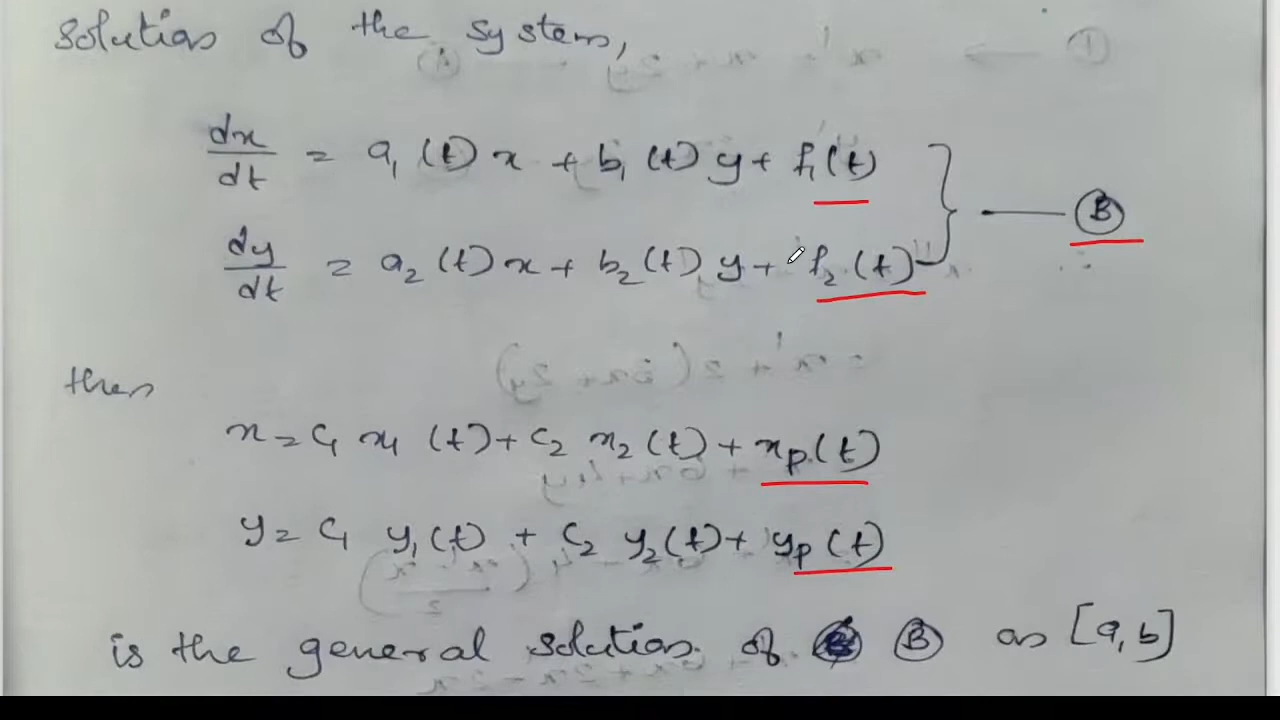 solution of the system,
dx/dt = a₁(t)x + b₁(t)y + f₁(t)
dy/dt = a₂(t)x + b₂(t)y + f₂(t)
} — Ⓑ
then
x = c₁ x₁(t) + c₂ x₂(t) + xₚ(t)
y = c₁ y₁(t) + c₂ y₂(t) + yₚ(t)
is the general solution of Ⓑ on [a, b]